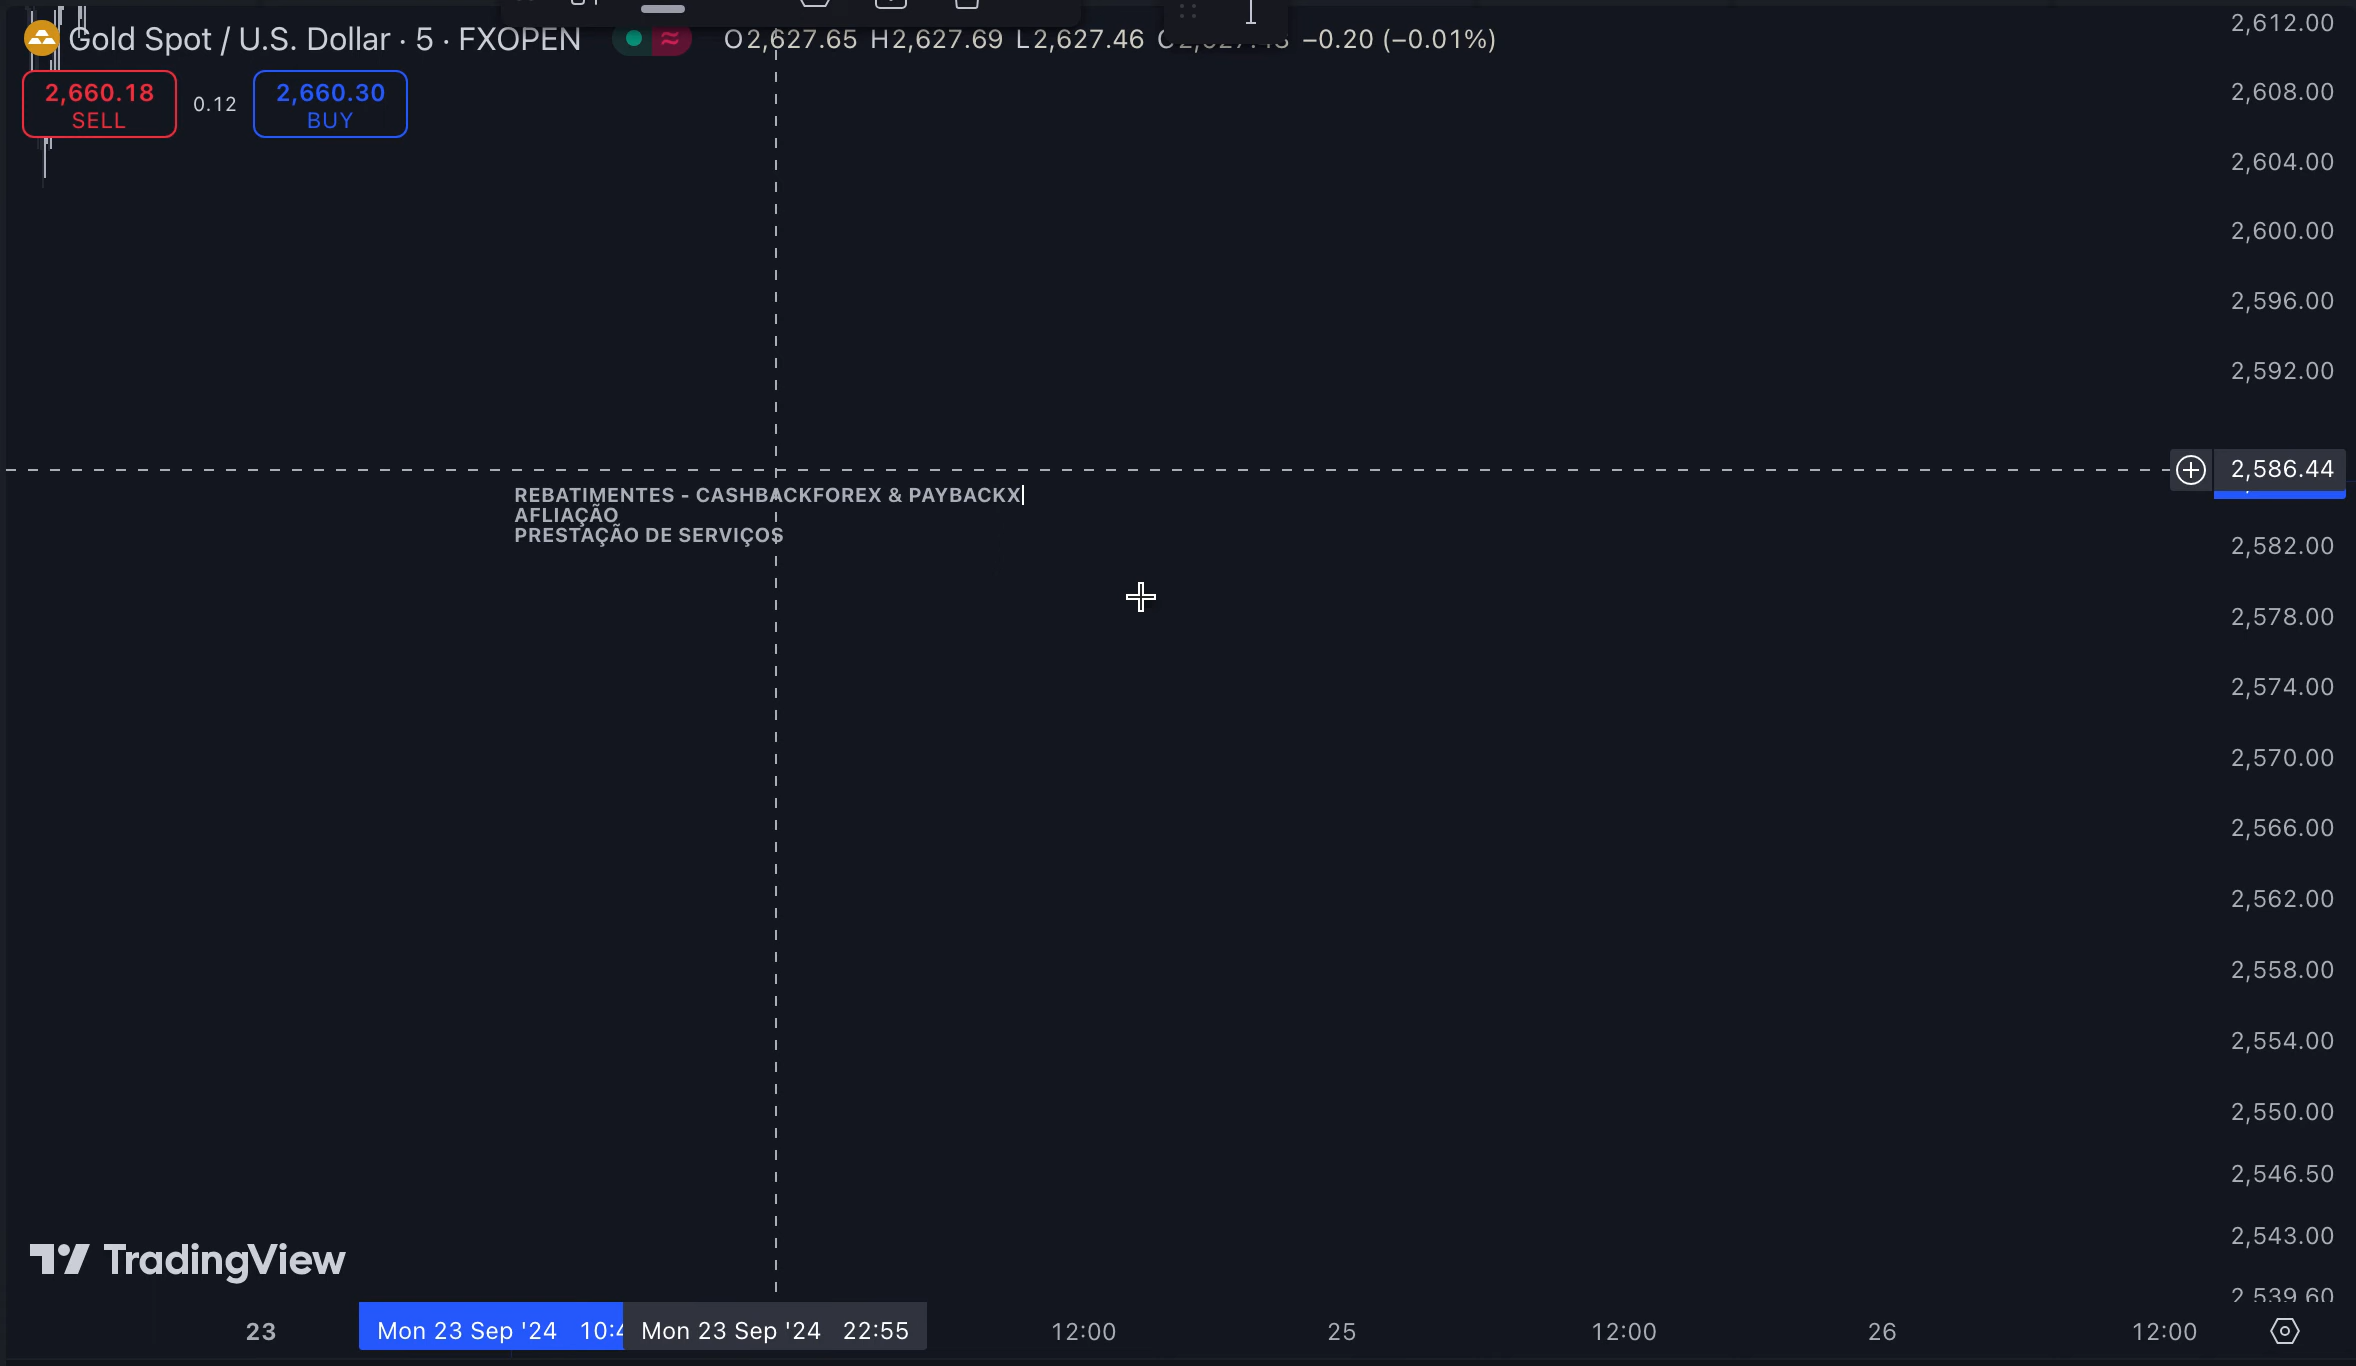 Gold Spot / U.S. Dollar · 5 · FXOPEN
O2,627.65 H2,627.69 L2,627.46 −0.20 (−0.01%)
2,660.18
SELL
0.12
2,660.30
BUY
2,612.00
2,608.00
2,604.00
2,600.00
2,596.00
2,592.00
2,586.44
REBATIMENTES - CASHBACKFOREX & PAYBACKX
AFLIAÇÃO
PRESTAÇÃO DE SERVIÇOS
2,582.00
2,578.00
2,574.00
2,570.00
2,566.00
2,562.00
2,558.00
2,554.00
2,550.00
2,546.50
2,543.00
2,539.60
TradingView
23
Mon 23 Sep '24 10:4
Mon 23 Sep '24 22:55
12:00
25
12:00
26
12:00